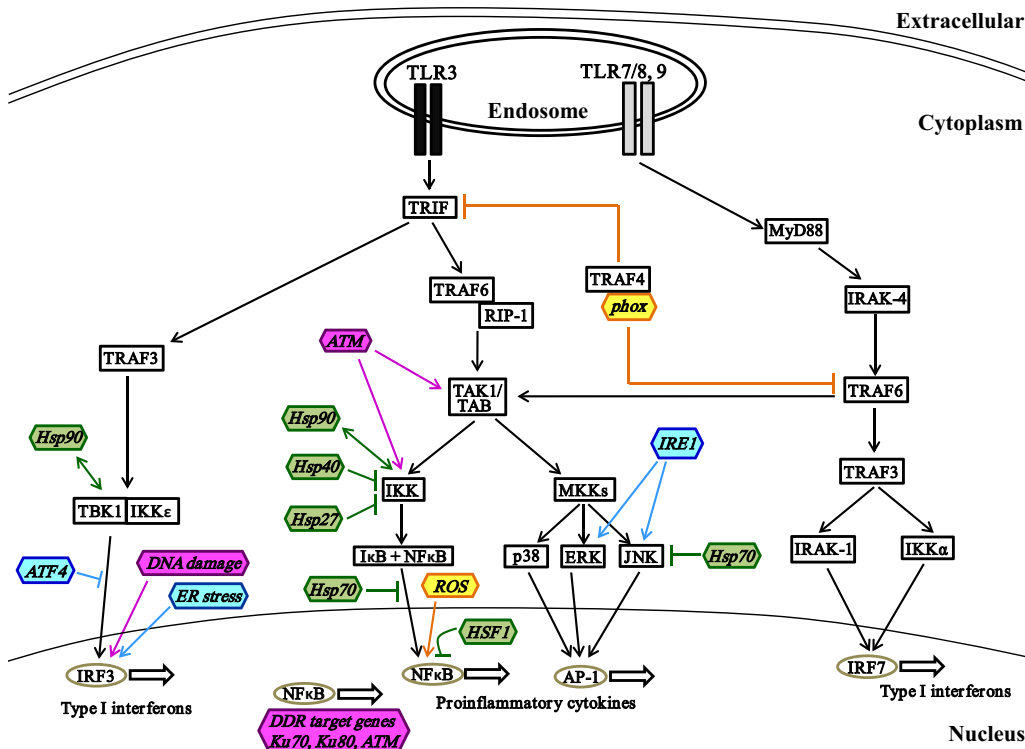 Extracellular
TLR3
TLR7/8, 9
Endosome
Cytoplasm
TRIF
MyD88
TRAF4
phox
TRAF6
RIP-1
IRAK-4
ATM
TRAF3
TAK1/
TAB
TRAF6
Hsp90
Hsp90
IRE1
Hsp40
TRAF3
IKK
MKKs
TBK1
IKKε
Hsp27
IκB + NFκB
p38
ERK
JNK
Hsp70
IRAK-1
IKKα
ATF4
DNA damage
ER stress
Hsp70
ROS
HSF1
IRF3
NFκB
AP-1
IRF7
Type I interferons
NFκB
Proinflammatory cytokines
Type I interferons
DDR target genes
Ku70, Ku80, ATM
Nucleus